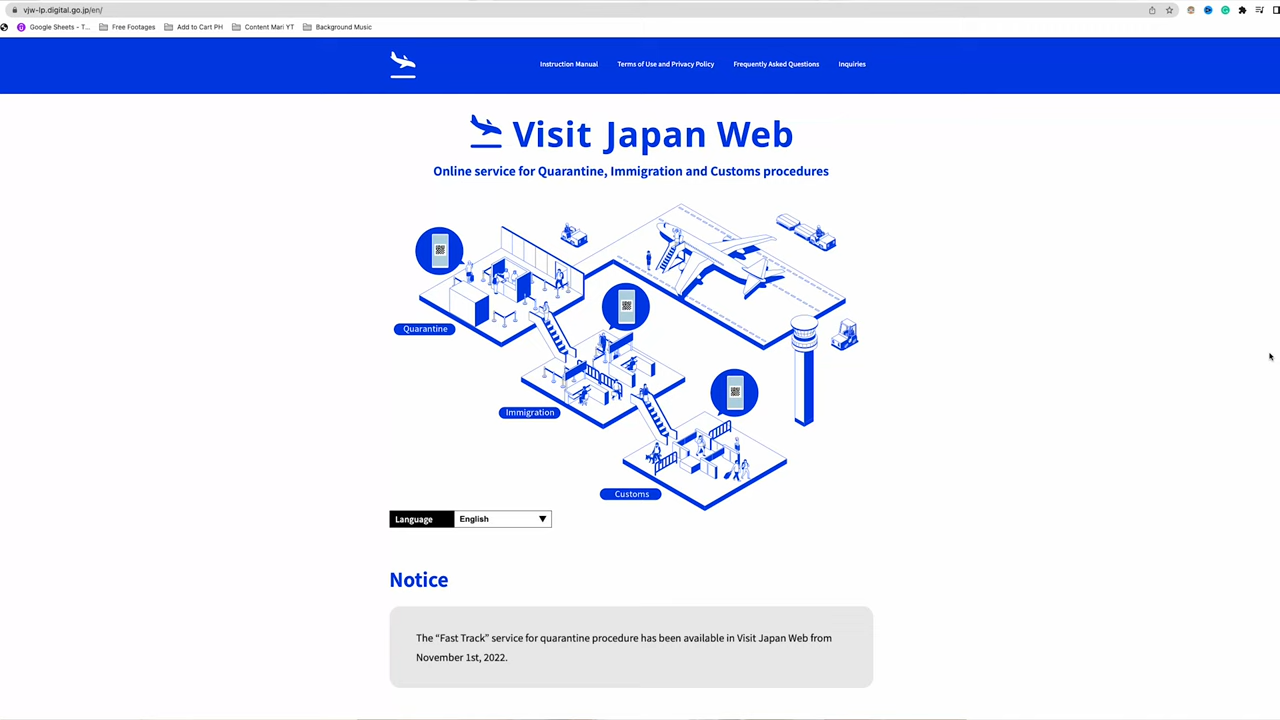 vjw-lp.digital.go.jp/en/
Google Sheets - T...
Free Footages
Add to Cart PH
Content Mari YT
Background Music
Instruction Manual
Terms of Use and Privacy Policy
Frequently Asked Questions
Inquiries
Visit Japan Web
Online service for Quarantine, Immigration and Customs procedures
Quarantine
Immigration
Customs
Language
English
Notice
The “Fast Track” service for quarantine procedure has been available in Visit Japan Web from
November 1st, 2022.